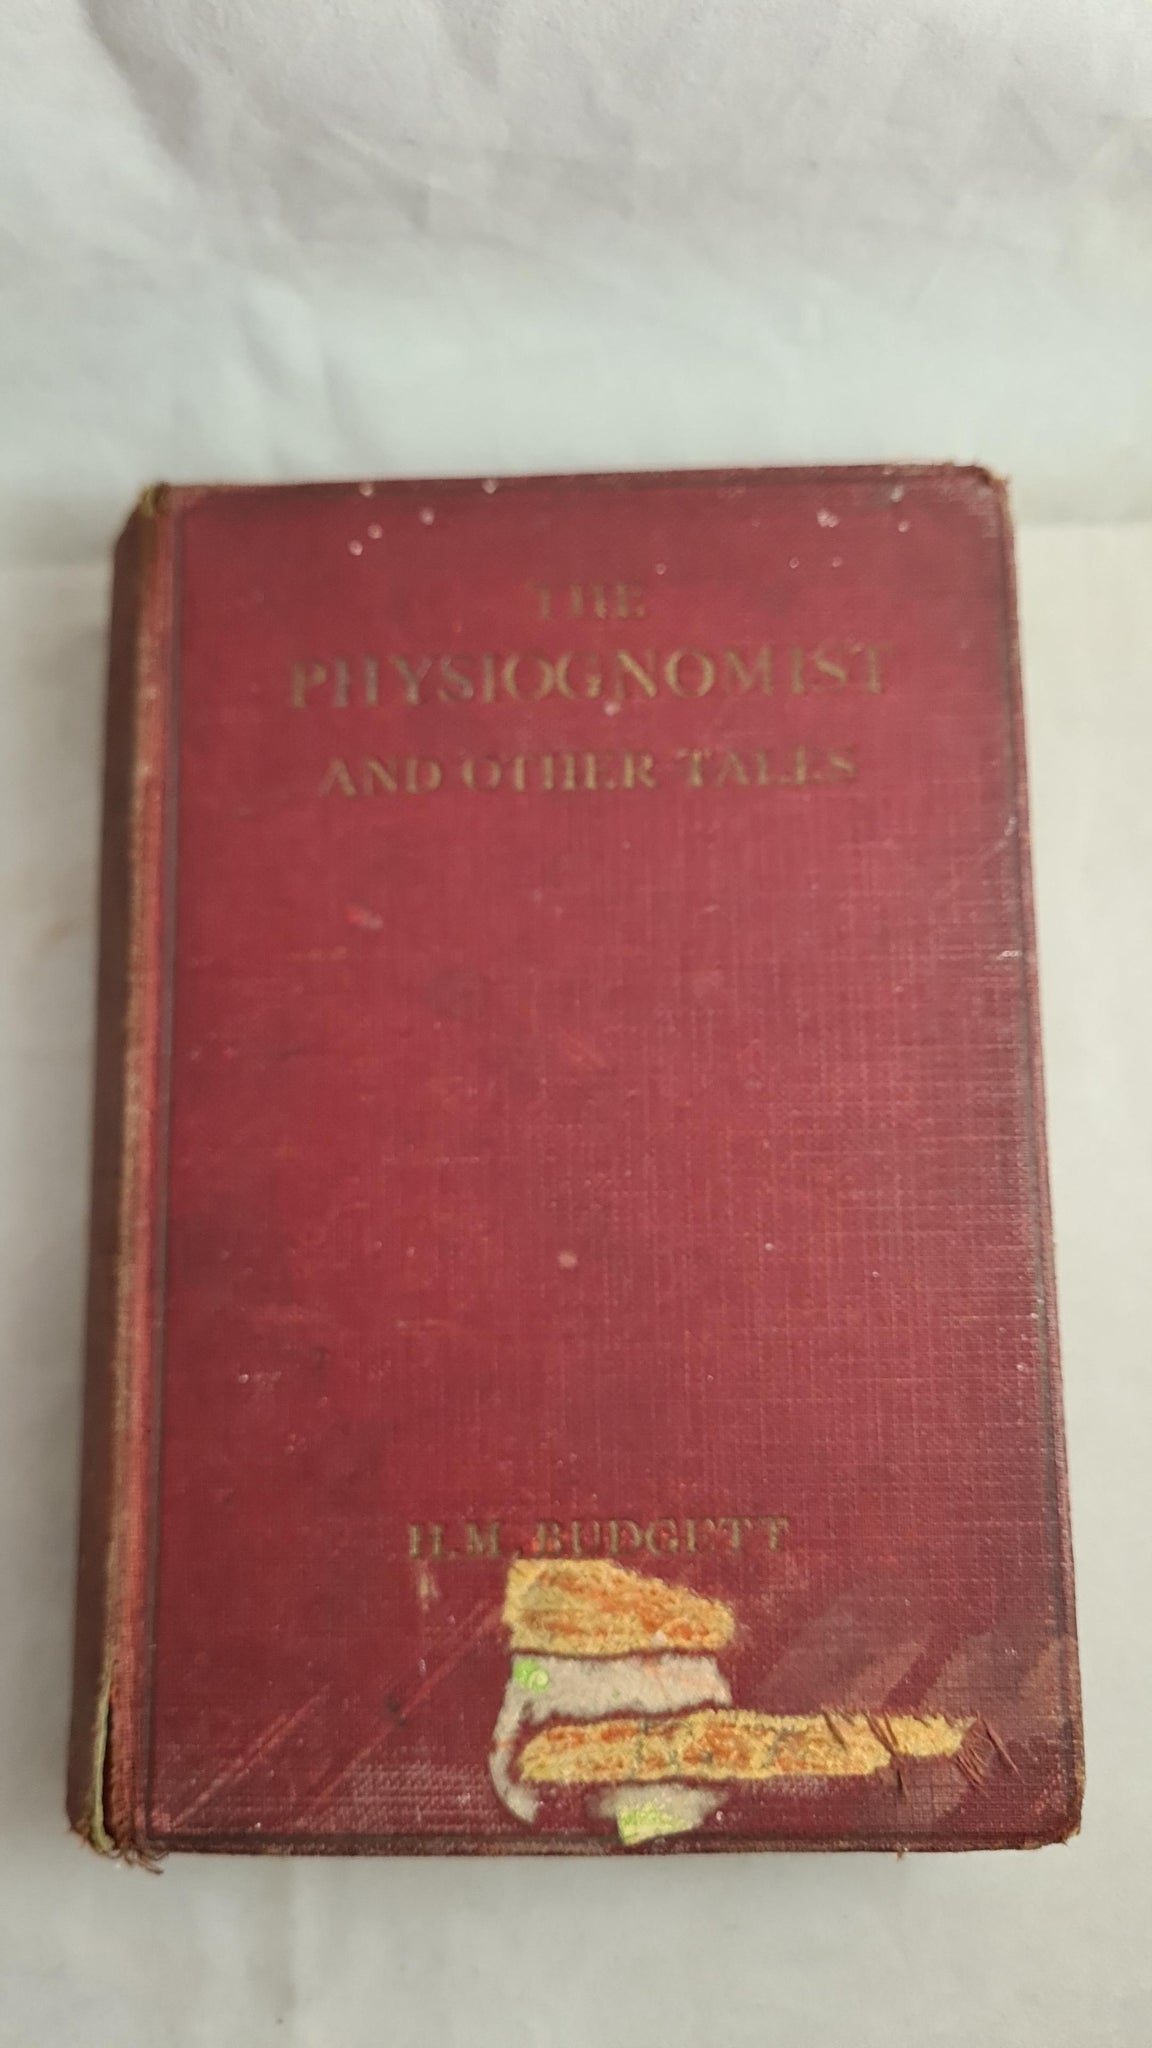 THE
PHYSIOGNOMIST
AND OTHER TALES
H.M. BUDGETT